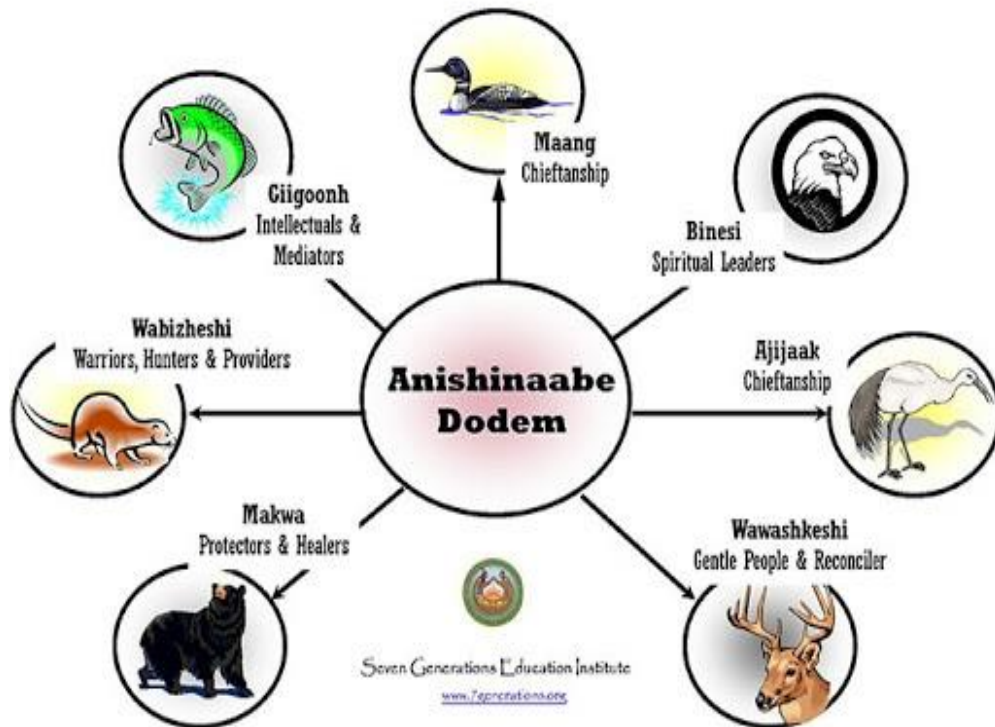 Maang
Chieftanship
Giigoonh
Intellectuals &
Mediators
Binesi
Spiritual Leaders
Wabizheshi
Warriors, Hunters & Providers
Anishinaabe
Dodem
Ajijaak
Chieftanship
Makwa
Protectors & Healers
Wawashkeshi
Gentle People & Reconciler
Seven Generations Education Institute
www.7generations.org